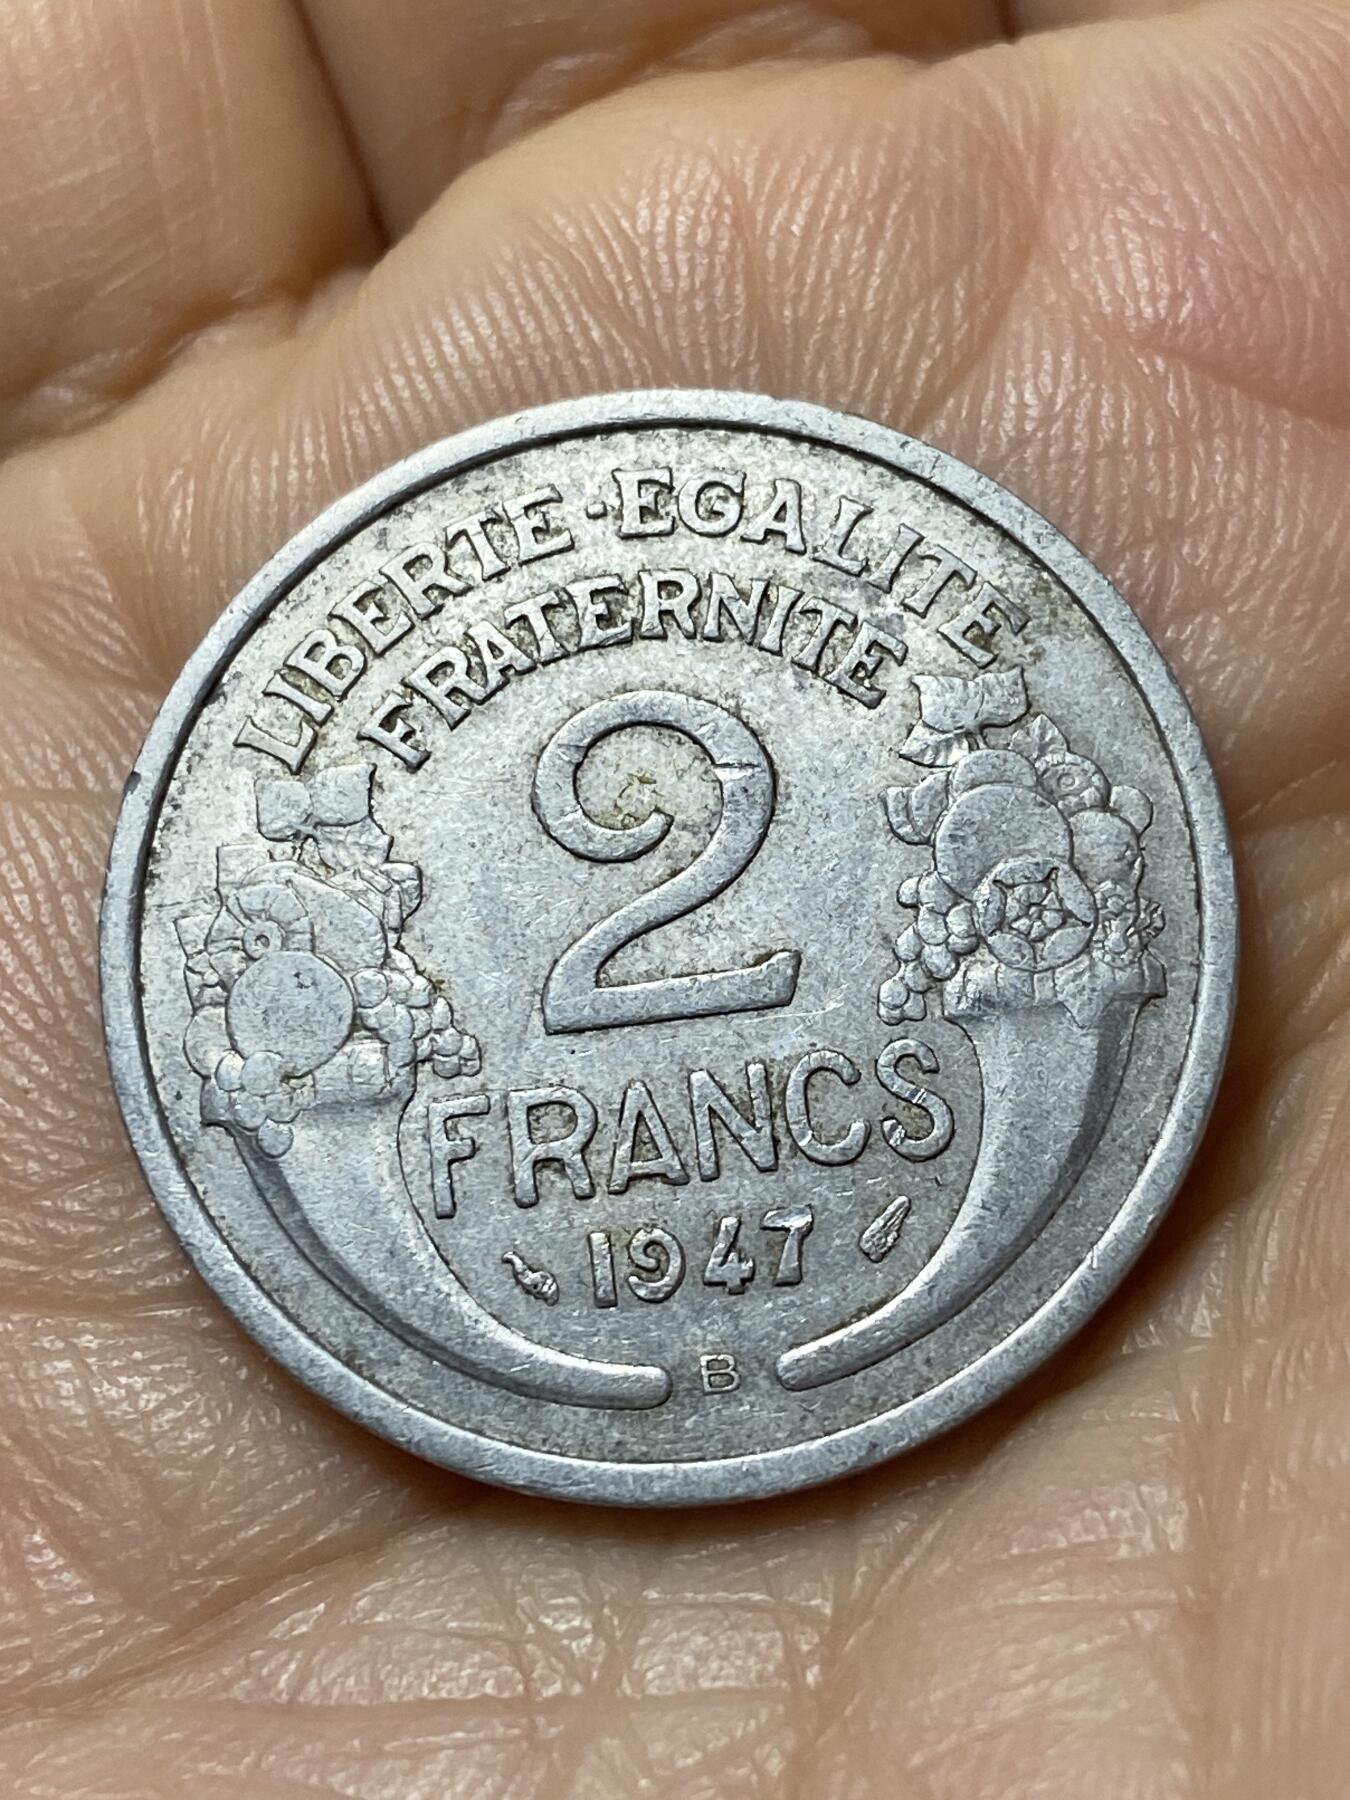 LIBERTE·EGALITE
FRATERNITE
2
FRANCS
1947
B